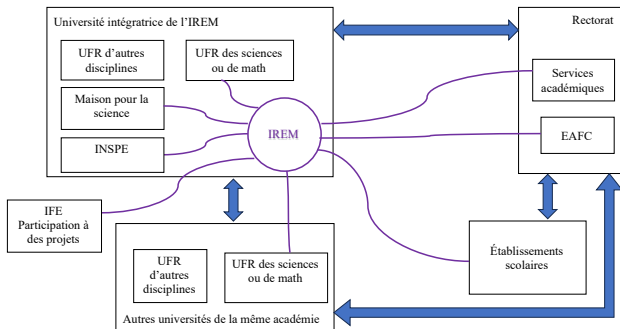 Université intégratrice de l'IREM
Rectorat
UFR d'autres
disciplines
UFR des sciences
ou de math
Services
académiques
Maison pour la
science
IREM
EAFC
INSPE
IFE
Participation à
des projets
Établissements
scolaires
UFR
d'autres
disciplines
UFR des sciences
ou de math
Autres universités de la même académie